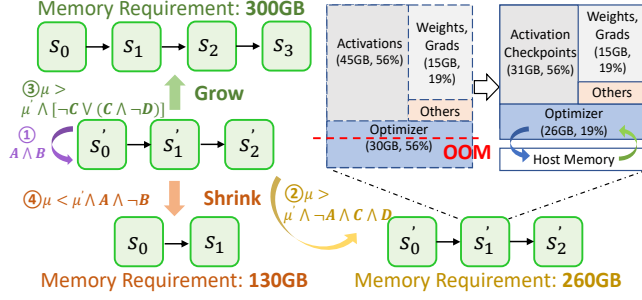 Memory Requirement: 300GB
s0 s1 s2 s3
③μ >
μ′ ∧ [¬C ∨ (C ∧ ¬D)]
Grow
①
A ∧ B
s0′ s1′ s2′
④μ < μ′ ∧ A ∧ ¬B
Shrink
②μ >
μ′ ∧ ¬A ∧ C ∧ D
s0 s1
Memory Requirement: 130GB
s0′ s1′ s2′
Memory Requirement: 260GB
Activations
(45GB, 56%)
Weights,
Grads
(15GB,
19%)
Others
Optimizer
(30GB, 56%)
OOM
Activation
Checkpoints
(31GB, 56%)
Weights,
Grads
(15GB,
19%)
Others
Optimizer
(26GB, 19%)
Host Memory